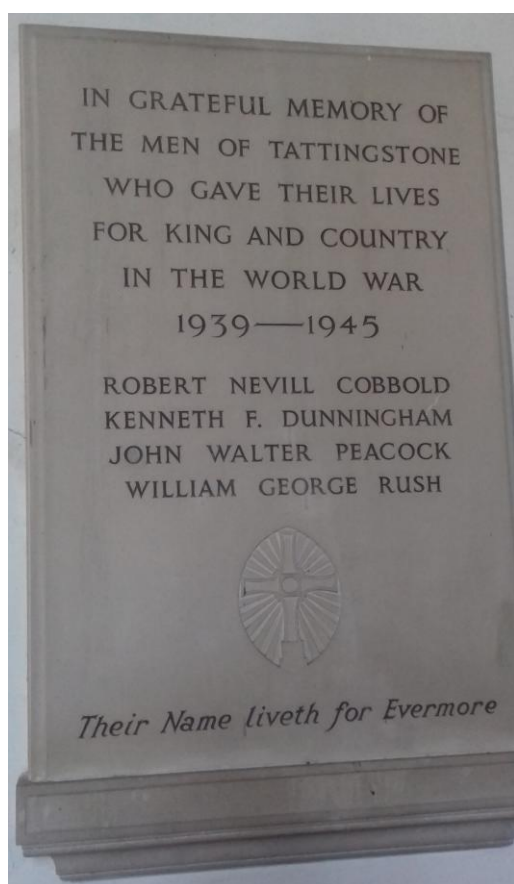 IN GRATEFUL MEMORY OF
THE MEN OF TATTINGSTONE
WHO GAVE THEIR LIVES
FOR KING AND COUNTRY
IN THE WORLD WAR
1939—1945
ROBERT NEVILL COBBOLD
KENNETH F. DUNNINGHAM
JOHN WALTER PEACOCK
WILLIAM GEORGE RUSH
Their Name liveth for Evermore